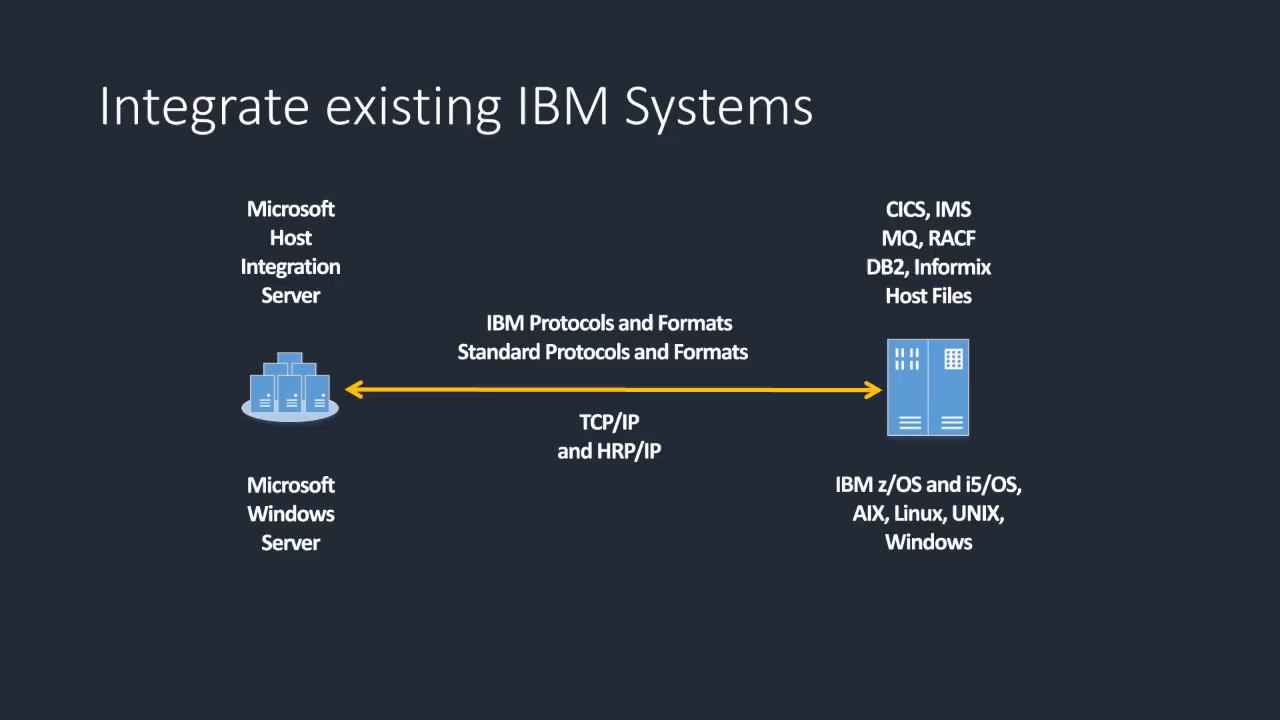 Integrate existing IBM Systems
Microsoft
Host
Integration
Server
CICS, IMS
MQ, RACF
DB2, Informix
Host Files
IBM Protocols and Formats
Standard Protocols and Formats
TCP/IP
and HRP/IP
Microsoft
Windows
Server
IBM z/OS and i5/OS,
AIX, Linux, UNIX,
Windows